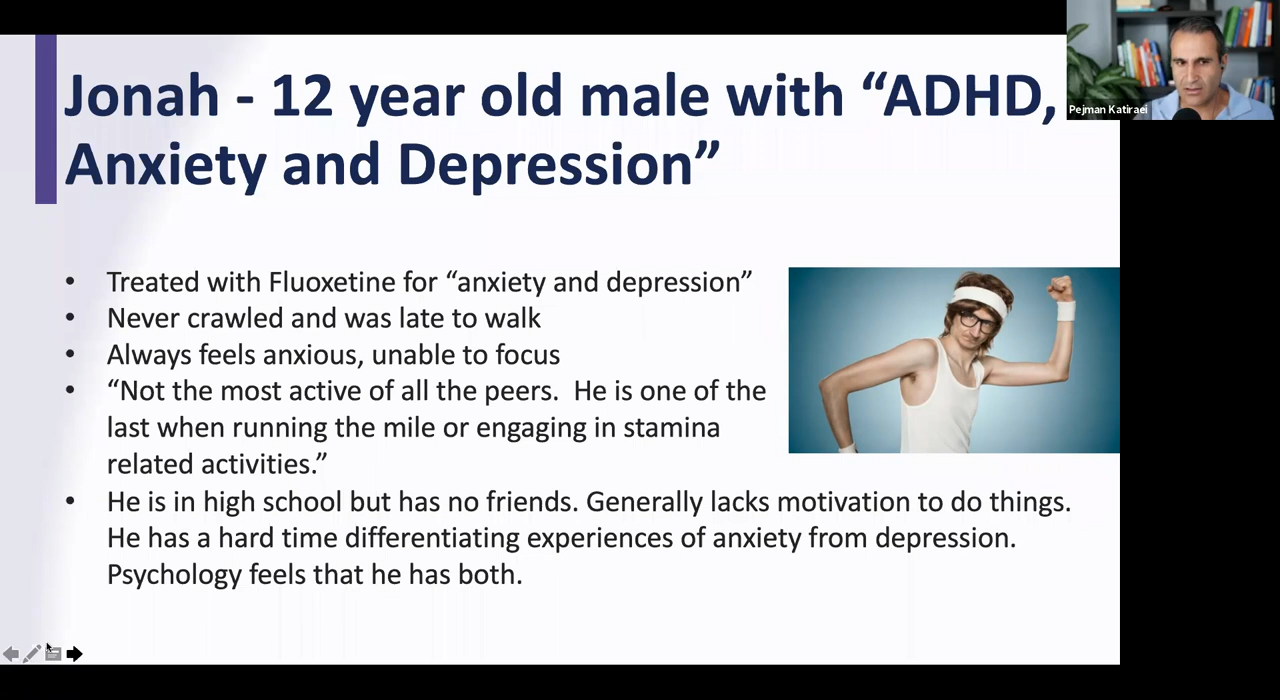 Jonah - 12 year old male with “ADHD,
Anxiety and Depression”
Pejman Katiraei
• Treated with Fluoxetine for “anxiety and depression”
• Never crawled and was late to walk
• Always feels anxious, unable to focus
• “Not the most active of all the peers.  He is one of the
last when running the mile or engaging in stamina
related activities.”
• He is in high school but has no friends. Generally lacks motivation to do things.
He has a hard time differentiating experiences of anxiety from depression.
Psychology feels that he has both.